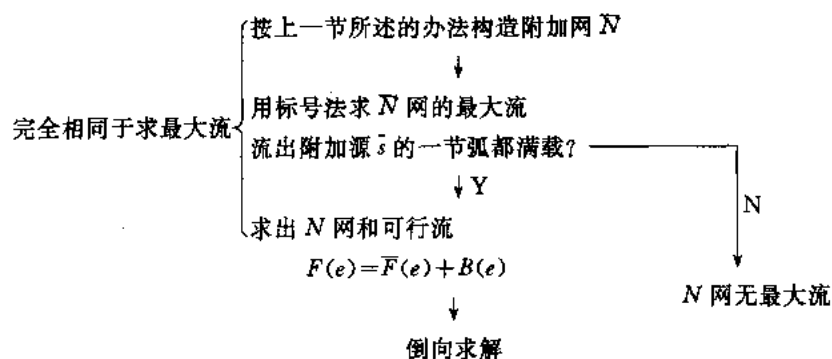 按上一节所述的办法构造附加网 N̄
用标号法求 N̄ 网的最大流
完全相同于求最大流
流出附加源 s̄ 的一节弧都满载?
Y
N
求出 N 网和可行流
F(e)=F̄(e)+B(e)
N 网无最大流
倒向求解